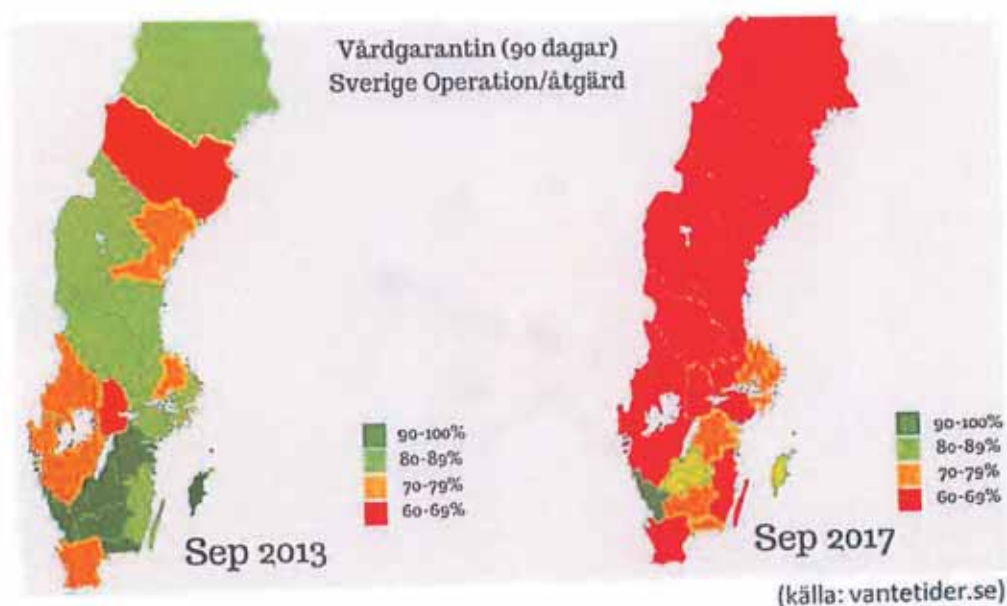 Vårdgarantin (90 dagar)
Sverige Operation/åtgärd
90-100%
80-89%
70-79%
60-69%
Sep 2013
90-100%
80-89%
70-79%
60-69%
Sep 2017
(källa: vantetider.se)